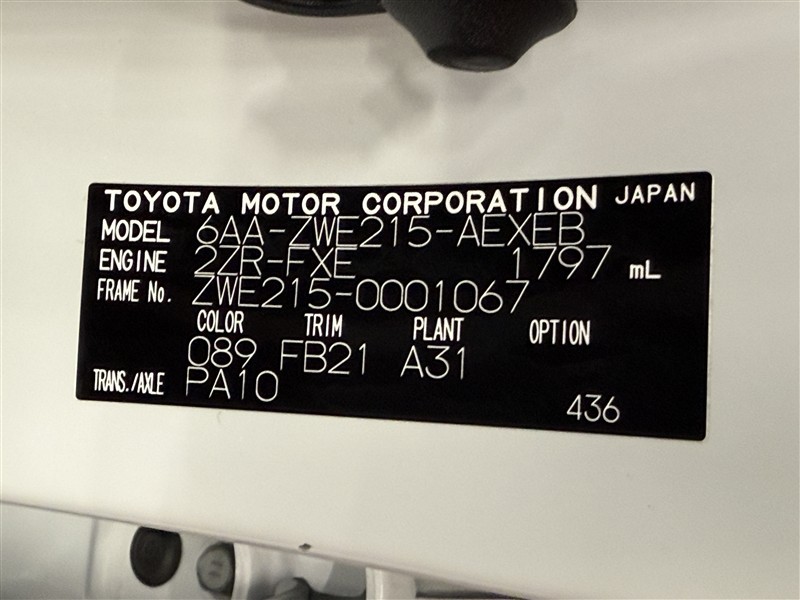 TOYOTA MOTOR CORPORATION JAPAN
MODEL 6AA-ZWE215-AEXEB
ENGINE 2ZR-FXE 1797 mL
FRAME No. ZWE215-0001067
COLOR TRIM PLANT OPTION
089 FB21 A31
TRANS./AXLE PA10
436